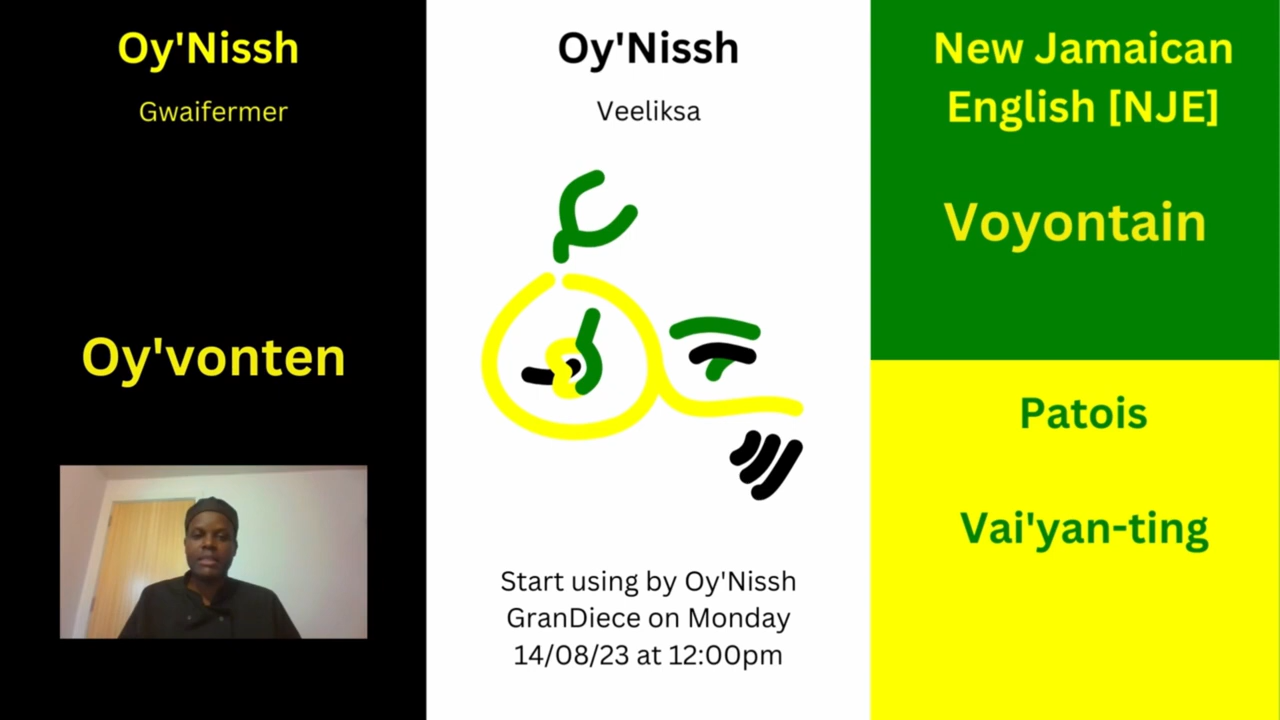 Oy'Nissh
Gwaifermer
Oy'vonten
Oy'Nissh
Veeliksa
Start using by Oy'Nissh
GranDiece on Monday
14/08/23 at 12:00pm
New Jamaican
English [NJE]
Voyontain
Patois
Vai'yan-ting